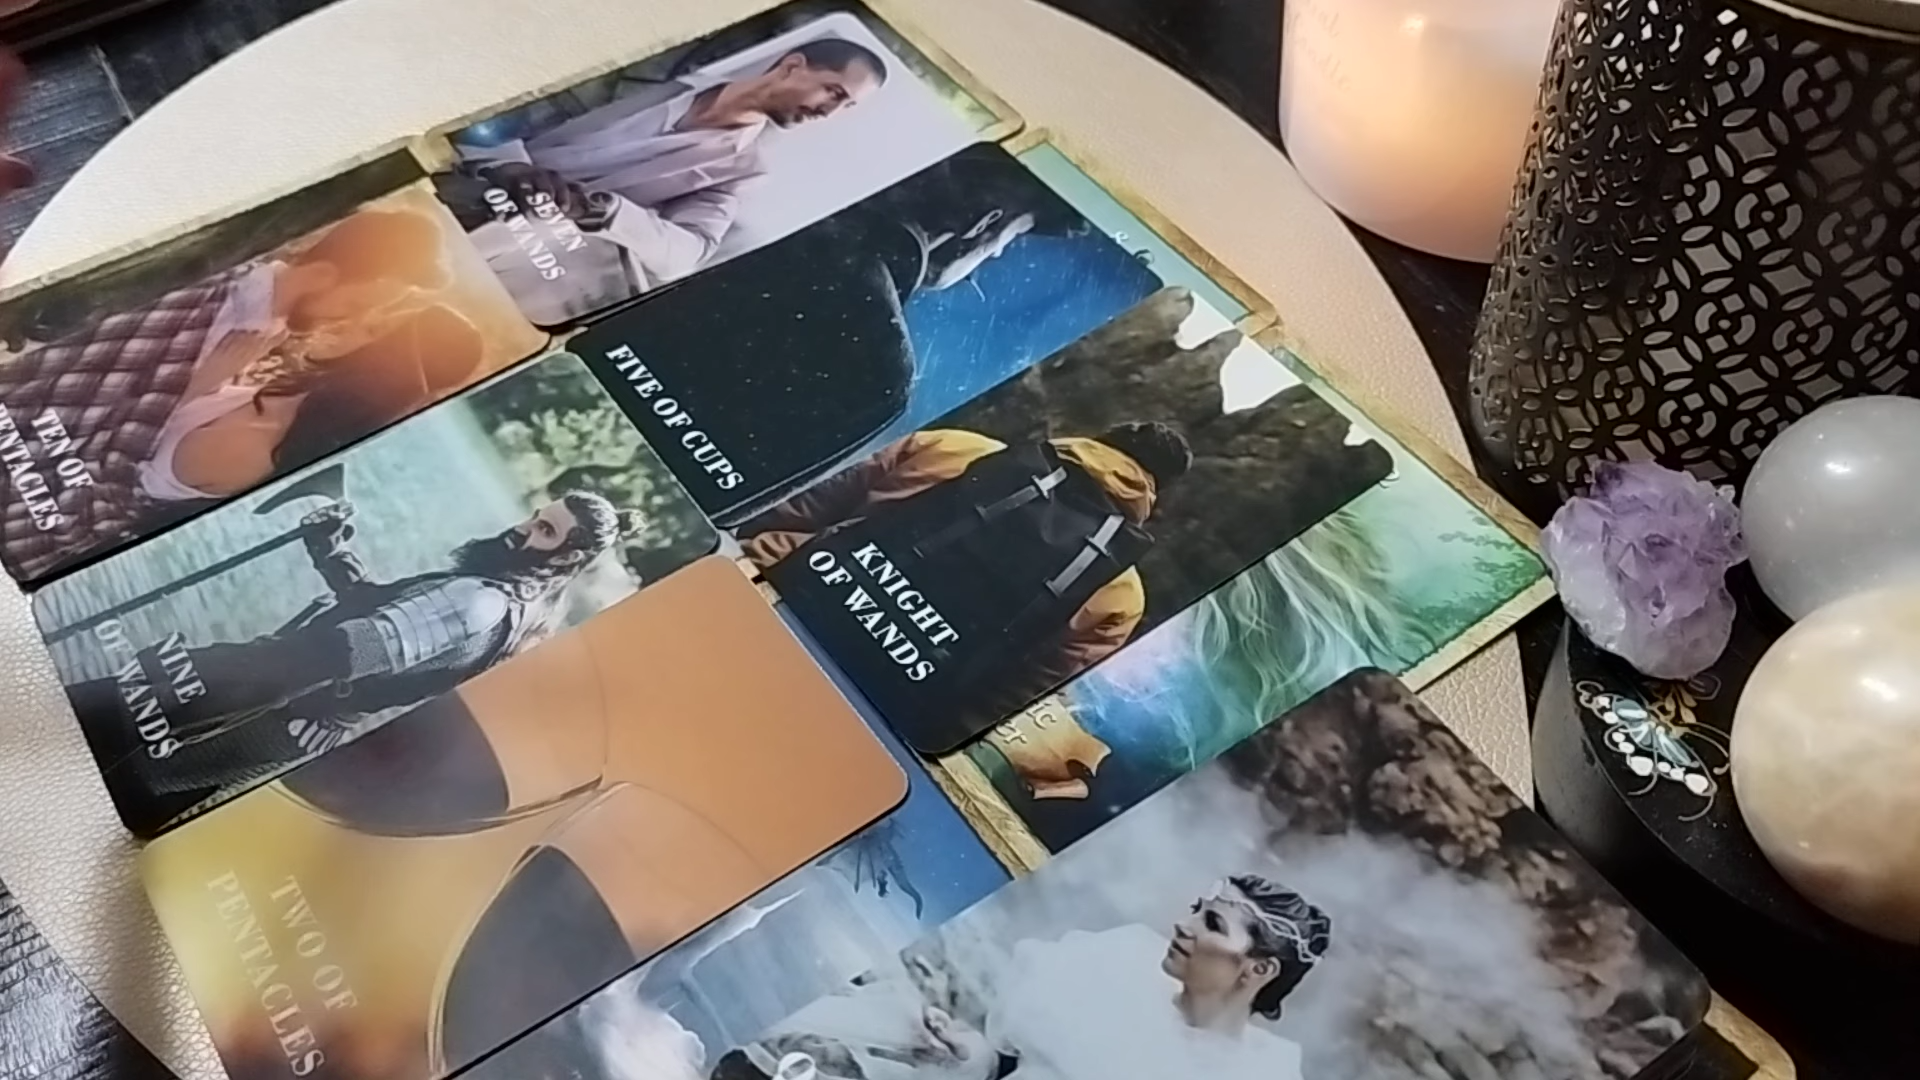 SEVEN
OF WANDS
TEN OF
PENTACLES
FIVE OF CUPS
NINE
OF WANDS
KNIGHT
OF WANDS
TWO OF
PENTACLES